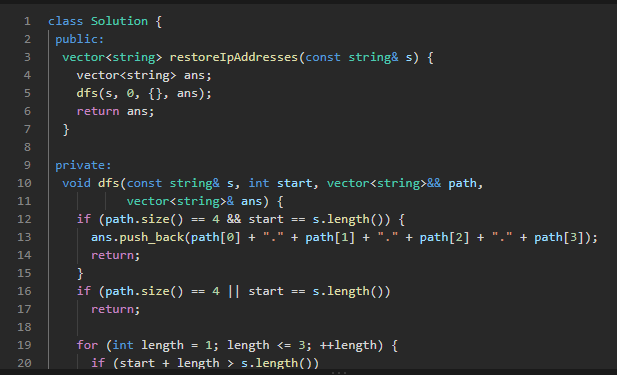 1 class Solution {
2 public:
3 vector<string> restoreIpAddresses(const string& s) {
4 vector<string> ans;
5 dfs(s, 0, {}, ans);
6 return ans;
7 }
8
9 private:
10 void dfs(const string& s, int start, vector<string>&& path,
11 vector<string>& ans) {
12 if (path.size() == 4 && start == s.length()) {
13 ans.push_back(path[0] + "." + path[1] + "." + path[2] + "." + path[3]);
14 return;
15 }
16 if (path.size() == 4 || start == s.length())
17 return;
18
19 for (int length = 1; length <= 3; ++length) {
20 if (start + length > s.length())